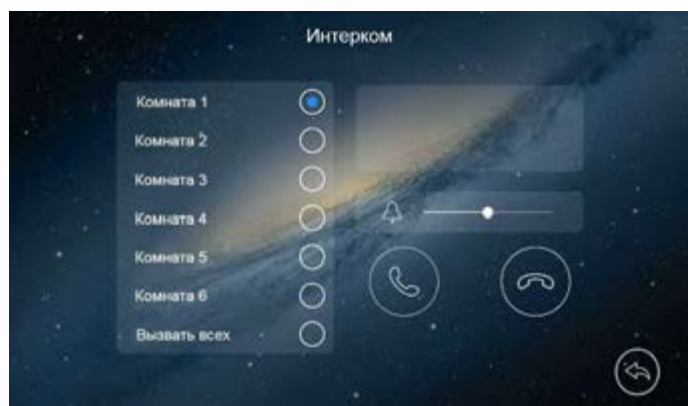 Интерком
Комната 1
Комната 2
Комната 3
Комната 4
Комната 5
Комната 6
Вызвать всех